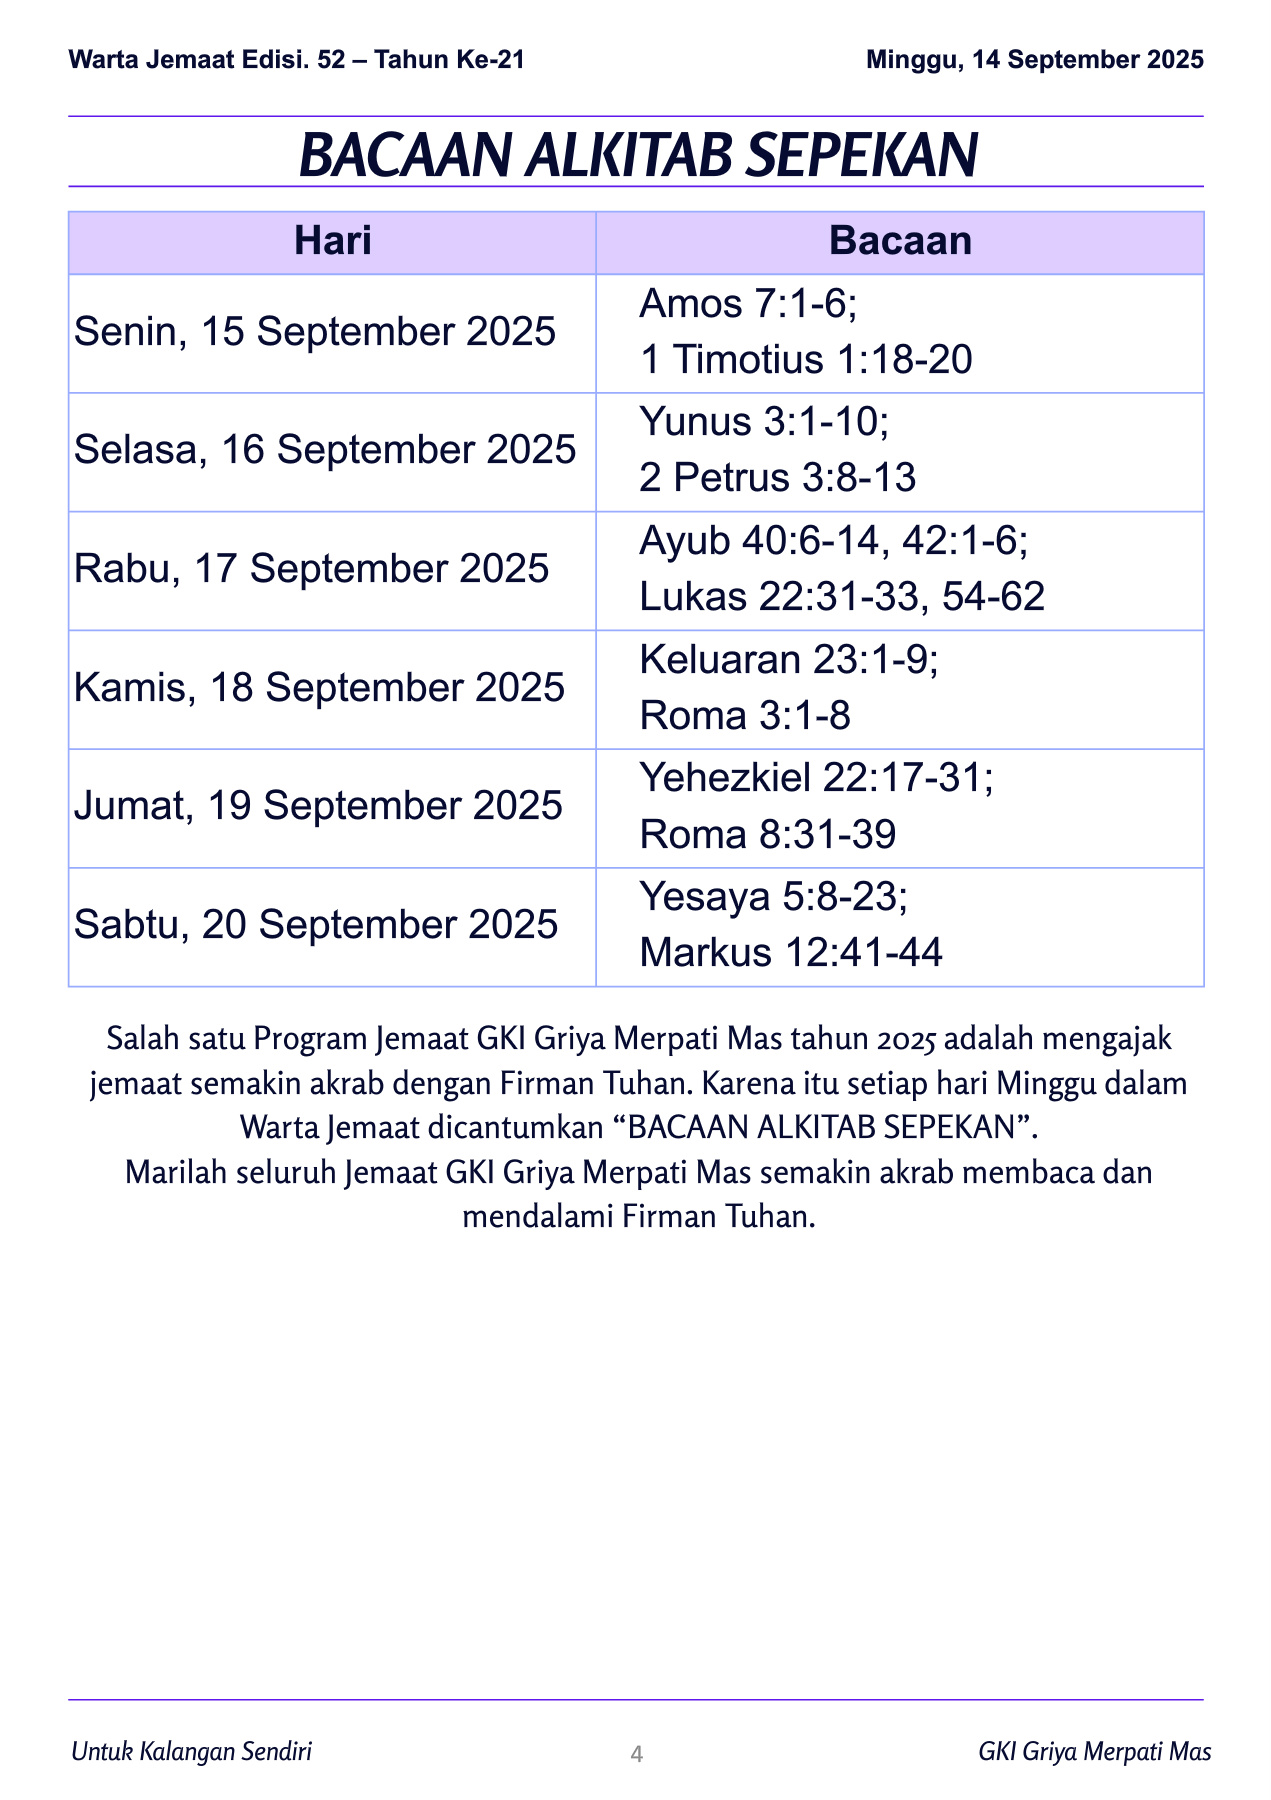 Warta Jemaat Edisi. 52 – Tahun Ke-21
Minggu, 14 September 2025
BACAAN ALKITAB SEPEKAN
Hari
Bacaan
Senin, 15 September 2025
Amos 7:1-6;
1 Timotius 1:18-20
Selasa, 16 September 2025
Yunus 3:1-10;
2 Petrus 3:8-13
Rabu, 17 September 2025
Ayub 40:6-14, 42:1-6;
Lukas 22:31-33, 54-62
Kamis, 18 September 2025
Keluaran 23:1-9;
Roma 3:1-8
Jumat, 19 September 2025
Yehezkiel 22:17-31;
Roma 8:31-39
Sabtu, 20 September 2025
Yesaya 5:8-23;
Markus 12:41-44
Salah satu Program Jemaat GKI Griya Merpati Mas tahun 2025 adalah mengajak
jemaat semakin akrab dengan Firman Tuhan. Karena itu setiap hari Minggu dalam
Warta Jemaat dicantumkan “BACAAN ALKITAB SEPEKAN”.
Marilah seluruh Jemaat GKI Griya Merpati Mas semakin akrab membaca dan
mendalami Firman Tuhan.
Untuk Kalangan Sendiri
4
GKI Griya Merpati Mas